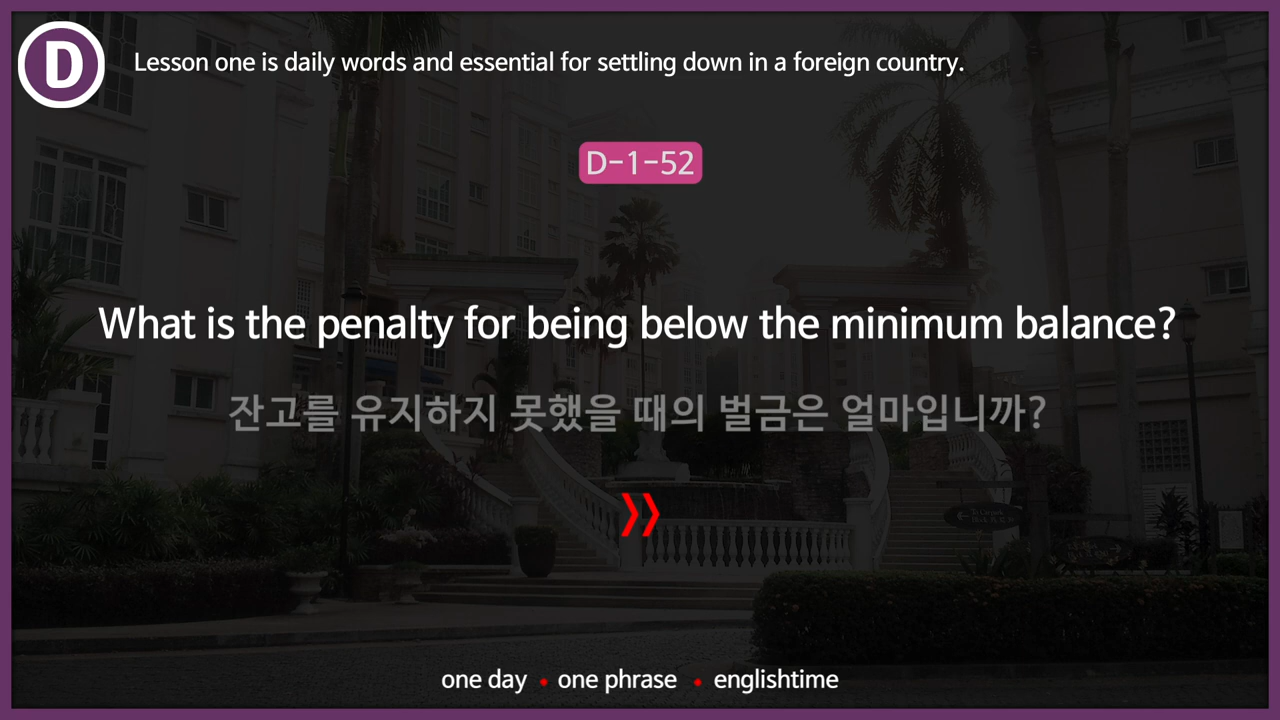 D
Lesson one is daily words and essential for settling down in a foreign country.
D-1-52
What is the penalty for being below the minimum balance?
잔고를 유지하지 못했을 때의 벌금은 얼마입니까?
one day • one phrase • englishtime